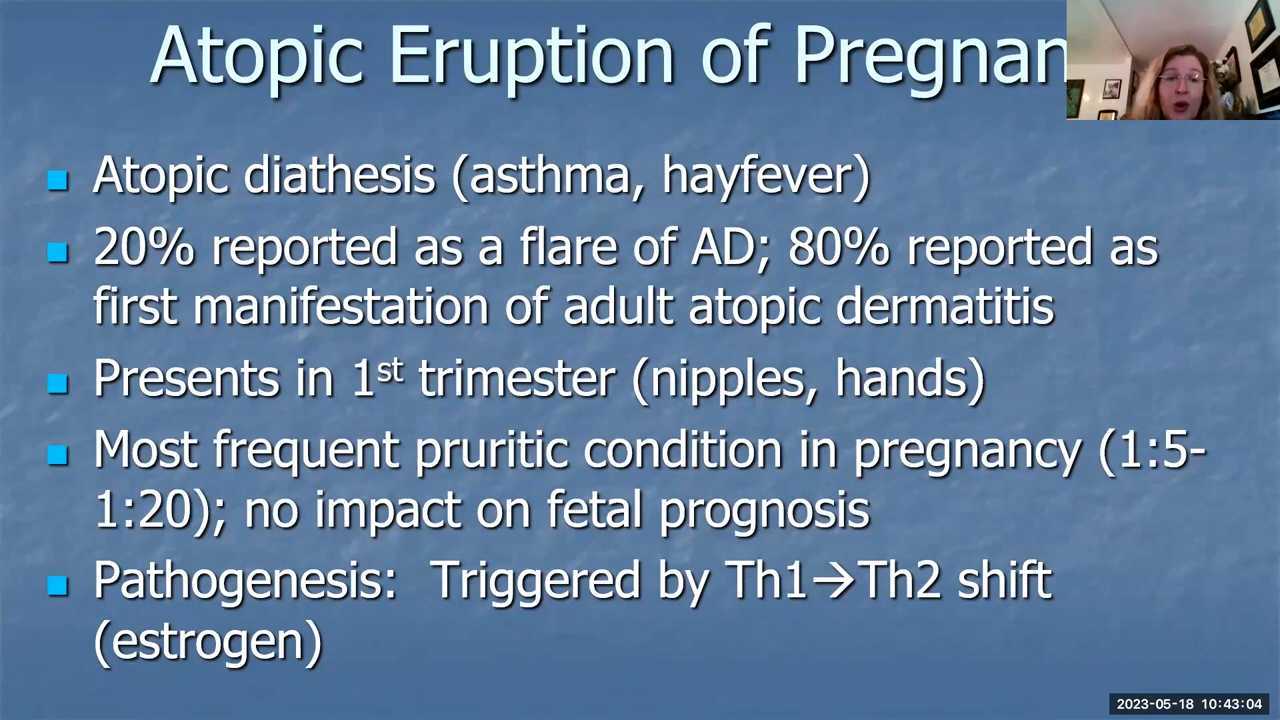 Atopic Eruption of Pregnan
Atopic diathesis (asthma, hayfever)
20% reported as a flare of AD; 80% reported as
first manifestation of adult atopic dermatitis
Presents in 1st trimester (nipples, hands)
Most frequent pruritic condition in pregnancy (1:5-
1:20); no impact on fetal prognosis
Pathogenesis: Triggered by Th1→Th2 shift
(estrogen)
2023-05-18 10:43:04